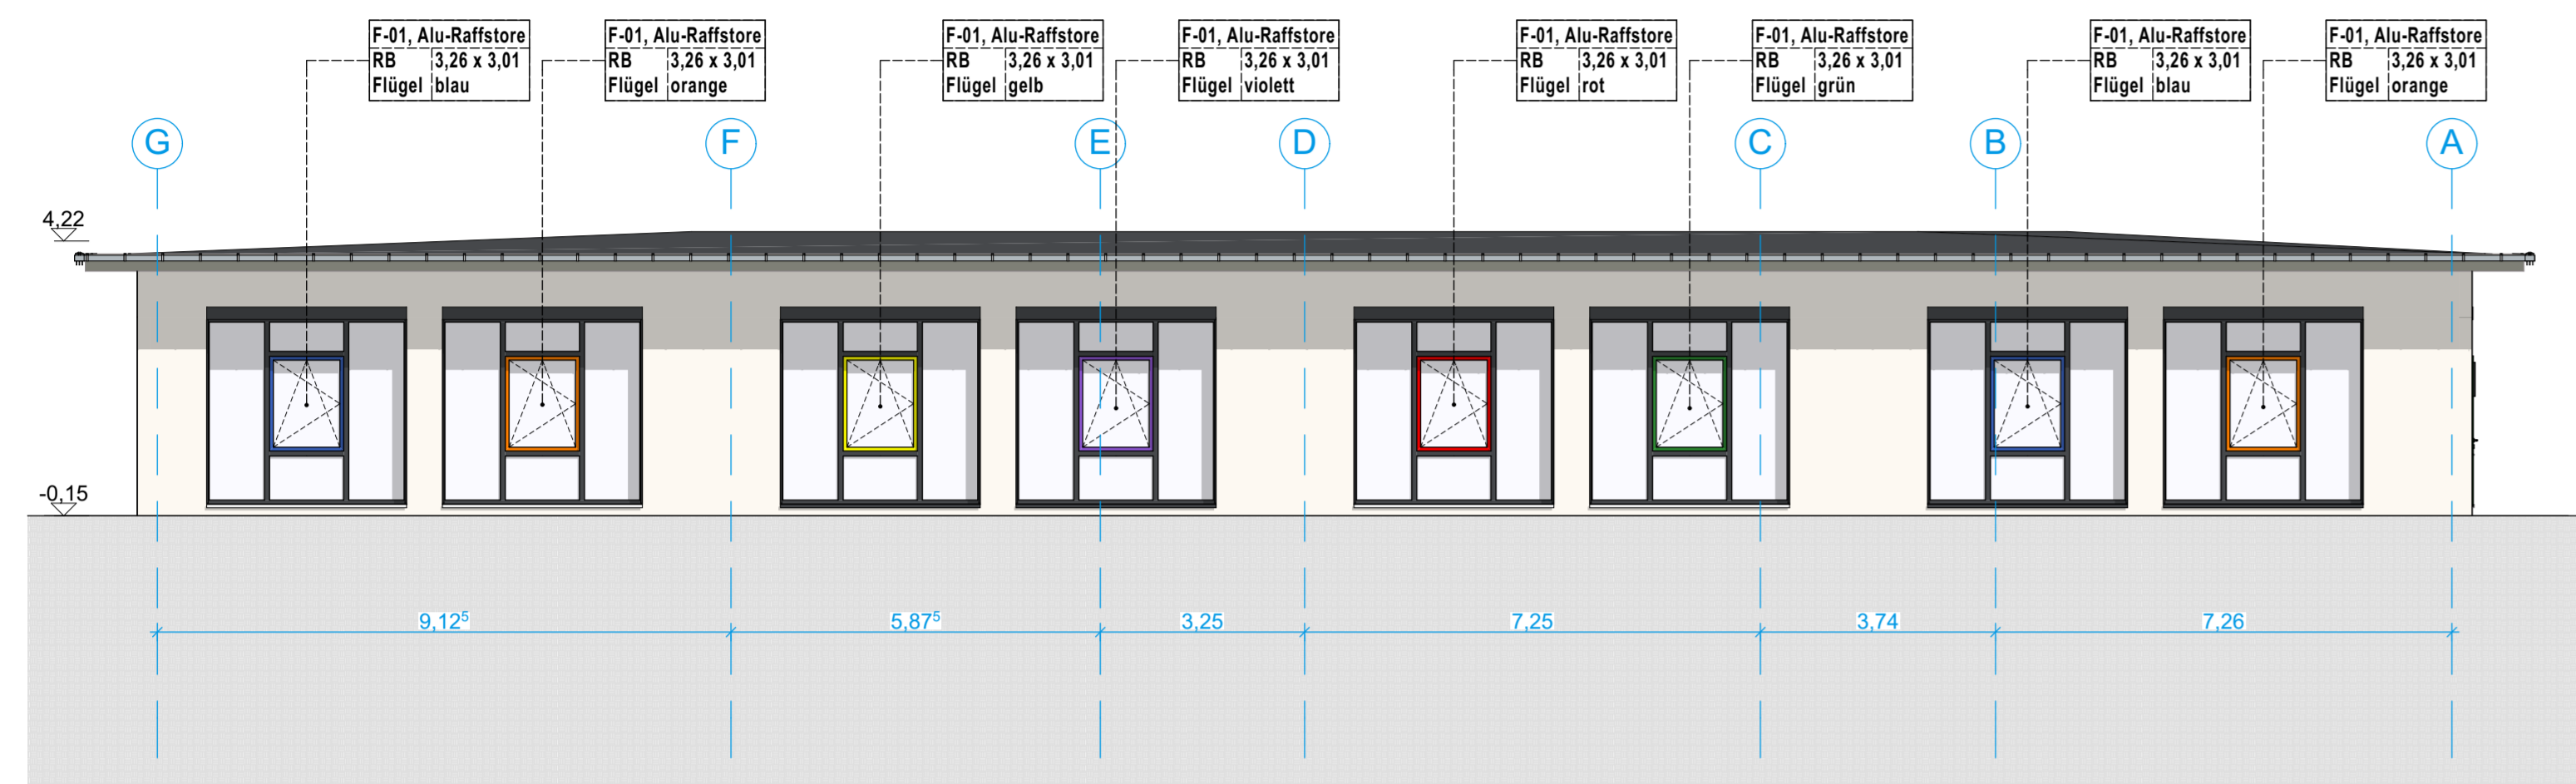 F-01, Alu-Raffstore
RB 3,26 x 3,01
Flügel blau
F-01, Alu-Raffstore
RB 3,26 x 3,01
Flügel orange
F-01, Alu-Raffstore
RB 3,26 x 3,01
Flügel gelb
F-01, Alu-Raffstore
RB 3,26 x 3,01
Flügel violett
F-01, Alu-Raffstore
RB 3,26 x 3,01
Flügel rot
F-01, Alu-Raffstore
RB 3,26 x 3,01
Flügel grün
F-01, Alu-Raffstore
RB 3,26 x 3,01
Flügel blau
F-01, Alu-Raffstore
RB 3,26 x 3,01
Flügel orange
G F E D C B A
4,22
-0,15
9,12⁵ 5,87⁵ 3,25 7,25 3,74 7,26